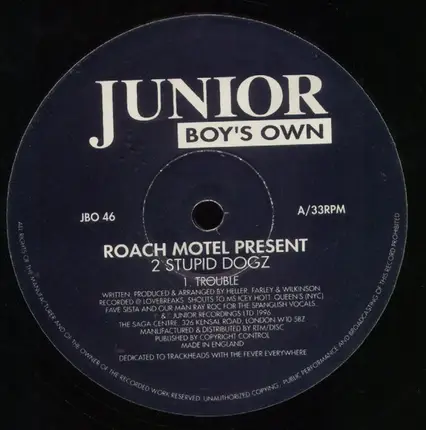 JUNIOR
BOY'S OWN
JBO 46
A/33RPM
ROACH MOTEL PRESENT
2 STUPID DOGZ
1. TROUBLE
WRITTEN, PRODUCED & ARRANGED BY HELLER, FARLEY & WILKINSON
RECORDED @ LOVEBREAKS. SHOUTS TO MS ICEY HOTT. QUEEN'S (NYC)
FAVE SISTA AND OUR MAN RAY ROC FOR THE SPANGLISH VOCALS.
& © JUNIOR RECORDINGS LTD 1996
THE SAGA CENTRE, 326 KENSAL ROAD, LONDON W10 5BZ
MANUFACTURED & DISTRIBUTED BY RTM/DISC
PUBLISHED BY COPYRIGHT CONTROL
MADE IN ENGLAND
DEDICATED TO TRACKHEADS WITH THE FEVER EVERYWHERE
ALL RIGHTS OF THE MANUFACTURER AND OF THE OWNER OF THE RECORDED WORK RESERVED. UNAUTHORIZED COPYING, PUBLIC PERFORMANCE AND BROADCASTING OF THIS RECORD PROHIBITED